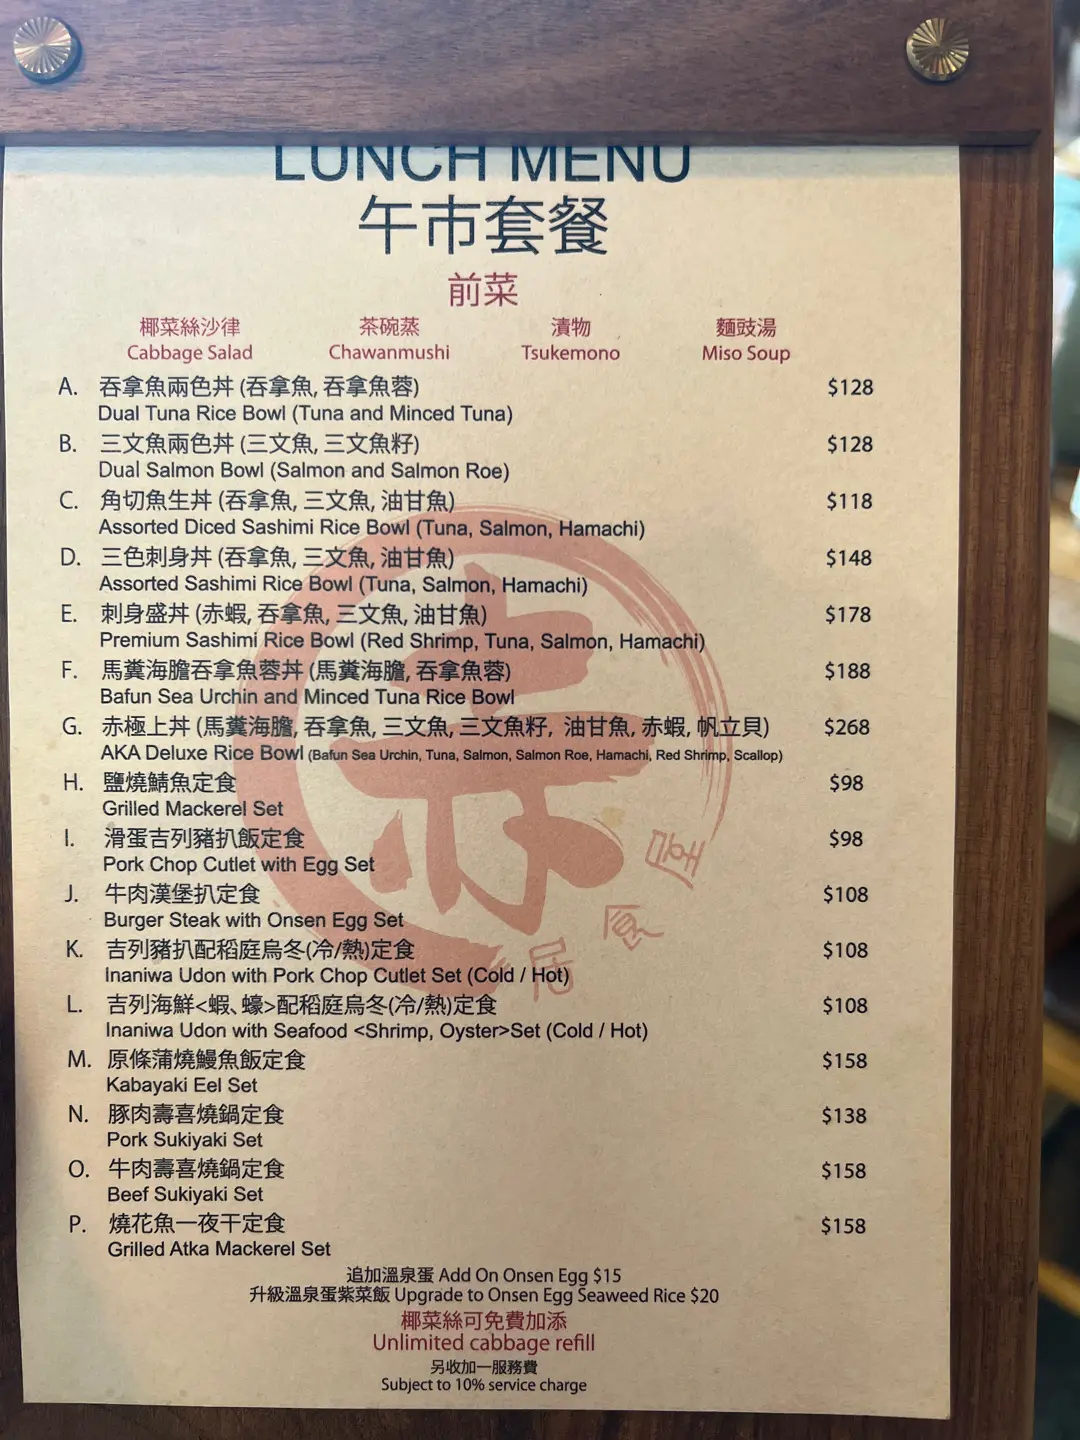 LUNCH MENU
午市套餐
前菜
椰菜絲沙律 茶碗蒸 漬物 麵豉湯
Cabbage Salad Chawanmushi Tsukemono Miso Soup
A. 吞拿魚兩色丼 (吞拿魚, 吞拿魚蓉) $128
Dual Tuna Rice Bowl (Tuna and Minced Tuna)
B. 三文魚兩色丼 (三文魚, 三文魚籽) $128
Dual Salmon Bowl (Salmon and Salmon Roe)
C. 角切魚生丼 (吞拿魚, 三文魚, 油甘魚) $118
Assorted Diced Sashimi Rice Bowl (Tuna, Salmon, Hamachi)
D. 三色刺身丼 (吞拿魚, 三文魚, 油甘魚) $148
Assorted Sashimi Rice Bowl (Tuna, Salmon, Hamachi)
E. 刺身盛丼 (赤蝦, 吞拿魚, 三文魚, 油甘魚) $178
Premium Sashimi Rice Bowl (Red Shrimp, Tuna, Salmon, Hamachi)
F. 馬糞海膽吞拿魚蓉丼 (馬糞海膽, 吞拿魚蓉) $188
Bafun Sea Urchin and Minced Tuna Rice Bowl
G. 赤極上丼 (馬糞海膽, 吞拿魚, 三文魚, 三文魚籽, 油甘魚, 赤蝦, 帆立貝) $268
AKA Deluxe Rice Bowl (Bafun Sea Urchin, Tuna, Salmon, Salmon Roe, Hamachi, Red Shrimp, Scallop)
H. 鹽燒鯖魚定食 $98
Grilled Mackerel Set
I. 滑蛋吉列豬扒飯定食 $98
Pork Chop Cutlet with Egg Set
J. 牛肉漢堡扒定食 $108
Burger Steak with Onsen Egg Set
K. 吉列豬扒配稻庭烏冬(冷/熱)定食 $108
Inaniwa Udon with Pork Chop Cutlet Set (Cold / Hot)
L. 吉列海鮮<蝦、蠔>配稻庭烏冬(冷/熱)定食 $108
Inaniwa Udon with Seafood <Shrimp, Oyster>Set (Cold / Hot)
M. 原條蒲燒鰻魚飯定食 $158
Kabayaki Eel Set
N. 豚肉壽喜燒鍋定食 $138
Pork Sukiyaki Set
O. 牛肉壽喜燒鍋定食 $158
Beef Sukiyaki Set
P. 燒花魚一夜干定食 $158
Grilled Atka Mackerel Set
追加溫泉蛋 Add On Onsen Egg $15
升級溫泉蛋紫菜飯 Upgrade to Onsen Egg Seaweed Rice $20
椰菜絲可免費加添
Unlimited cabbage refill
另收加一服務費
Subject to 10% service charge
赤
居食屋